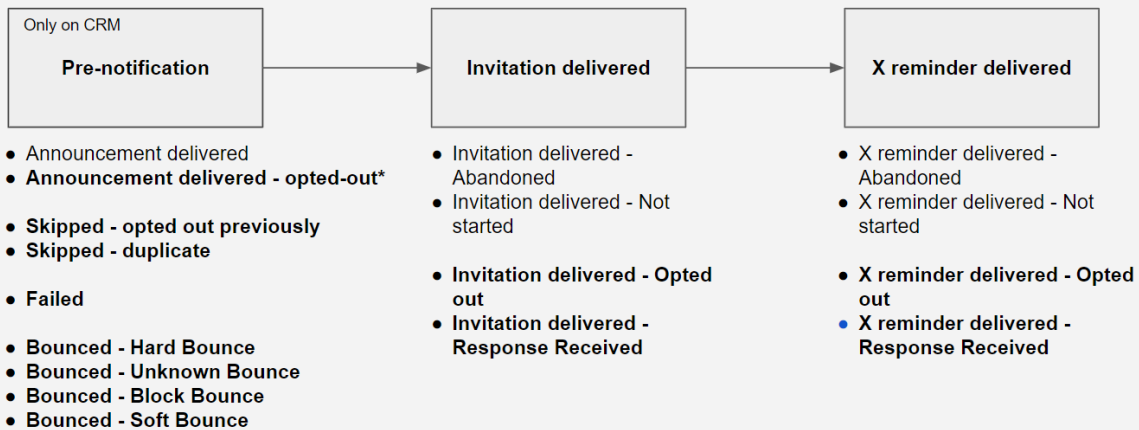 Only on CRM
Pre-notification
Invitation delivered
X reminder delivered
● Announcement delivered
● Announcement delivered - opted-out*
● Skipped - opted out previously
● Skipped - duplicate
● Failed
● Bounced - Hard Bounce
● Bounced - Unknown Bounce
● Bounced - Block Bounce
● Bounced - Soft Bounce
● Invitation delivered -
Abandoned
● Invitation delivered - Not
started
● Invitation delivered - Opted
out
● Invitation delivered -
Response Received
● X reminder delivered -
Abandoned
● X reminder delivered - Not
started
● X reminder delivered - Opted
out
● X reminder delivered -
Response Received